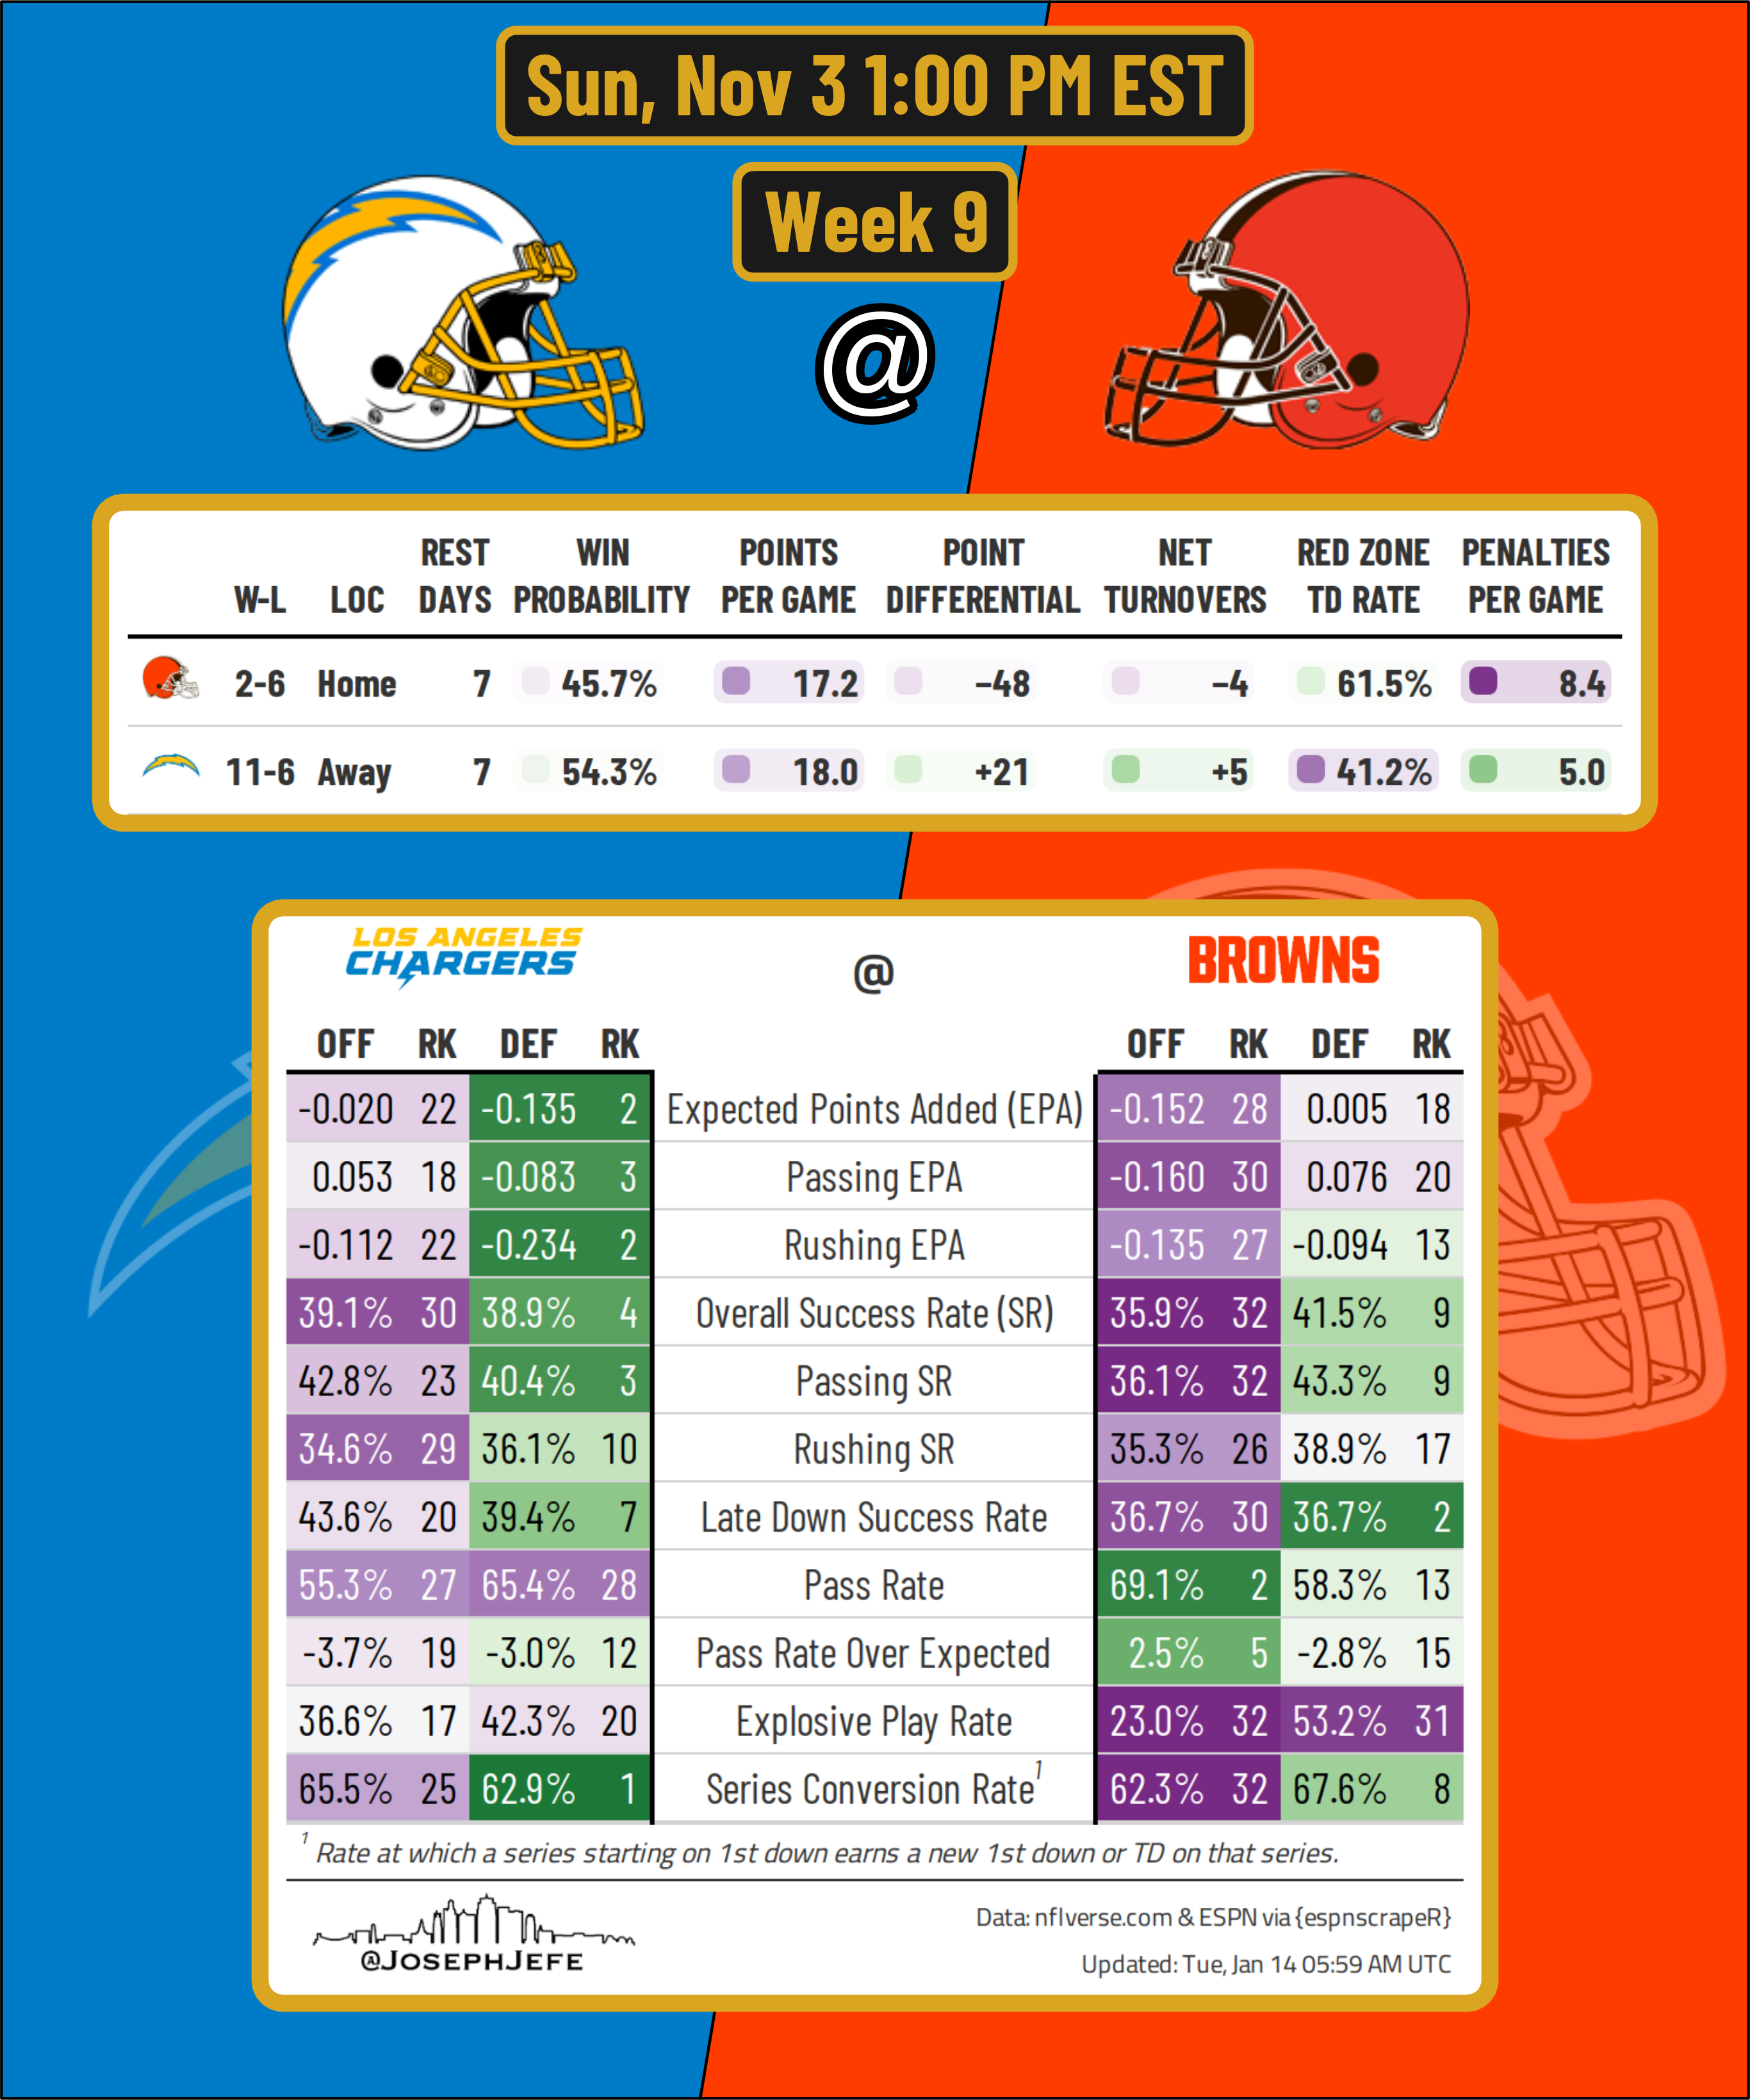 Sun, Nov 3 1:00 PM EST
Week 9
@
W-L LOC REST DAYS WIN PROBABILITY POINTS PER GAME POINT DIFFERENTIAL NET TURNOVERS RED ZONE TD RATE PENALTIES PER GAME
2-6 Home 7 45.7% 17.2 −48 −4 61.5% 8.4
11-6 Away 7 54.3% 18.0 +21 +5 41.2% 5.0
LOS ANGELES
CHARGERS
@
BROWNS
OFF RK DEF RK OFF RK DEF RK
-0.020 22 -0.135 2 Expected Points Added (EPA) -0.152 28 0.005 18
0.053 18 -0.083 3 Passing EPA -0.160 30 0.076 20
-0.112 22 -0.234 2 Rushing EPA -0.135 27 -0.094 13
39.1% 30 38.9% 4 Overall Success Rate (SR) 35.9% 32 41.5% 9
42.8% 23 40.4% 3 Passing SR 36.1% 32 43.3% 9
34.6% 29 36.1% 10 Rushing SR 35.3% 26 38.9% 17
43.6% 20 39.4% 7 Late Down Success Rate 36.7% 30 36.7% 2
55.3% 27 65.4% 28 Pass Rate 69.1% 2 58.3% 13
-3.7% 19 -3.0% 12 Pass Rate Over Expected 2.5% 5 -2.8% 15
36.6% 17 42.3% 20 Explosive Play Rate 23.0% 32 53.2% 31
65.5% 25 62.9% 1 Series Conversion Rate1 62.3% 32 67.6% 8
1 Rate at which a series starting on 1st down earns a new 1st down or TD on that series.
@JOSEPHJEFE
Data: nflverse.com & ESPN via {espnscrapeR}
Updated: Tue, Jan 14 05:59 AM UTC